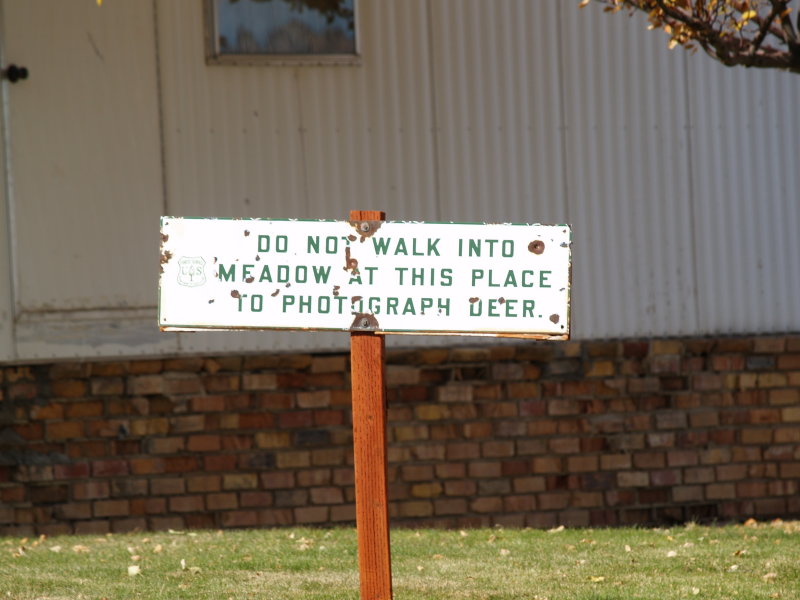 DO NOT WALK INTO
MEADOW AT THIS PLACE
TO PHOTOGRAPH DEER.
U S